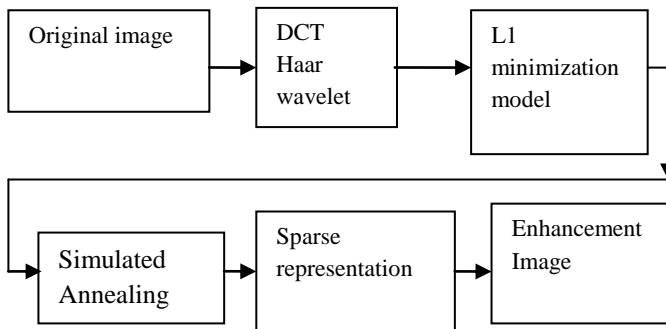 Original image
DCT
Haar
wavelet
L1
minimization
model
Simulated
Annealing
Sparse
representation
Enhancement
Image